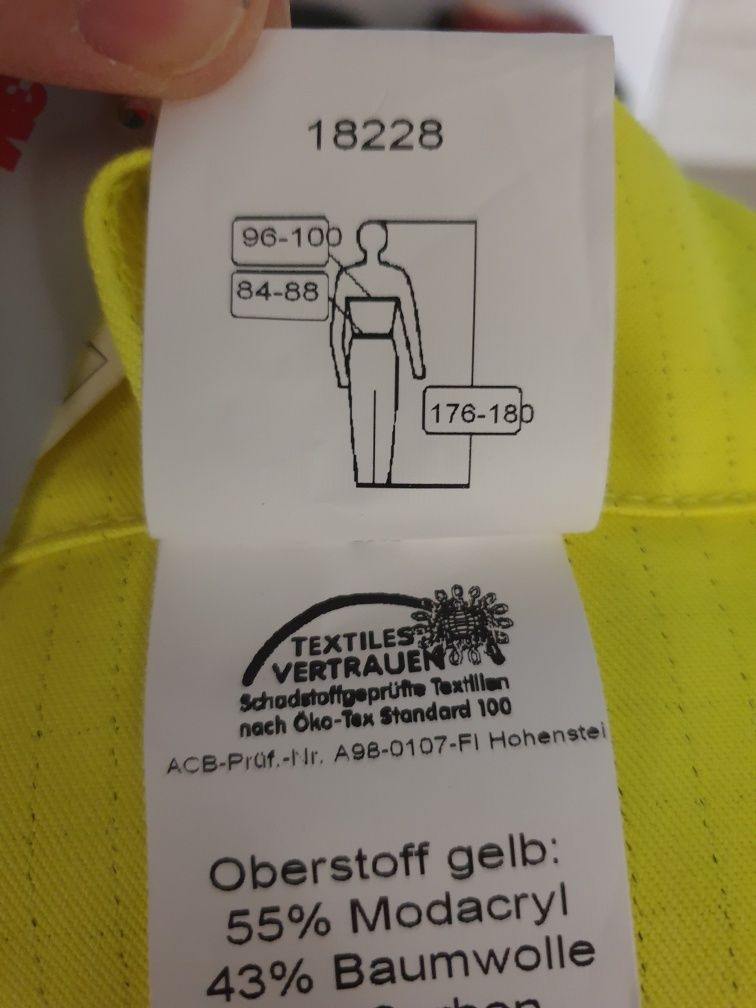 18228
96-100
84-88
176-180
TEXTILES
VERTRAUEN
Schadstoffgeprüfte Textilien
nach Öko-Tex Standard 100
ACB-Prüf.-Nr. A98-0107-FI Hohenstei
Oberstoff gelb:
55% Modacryl
43% Baumwolle